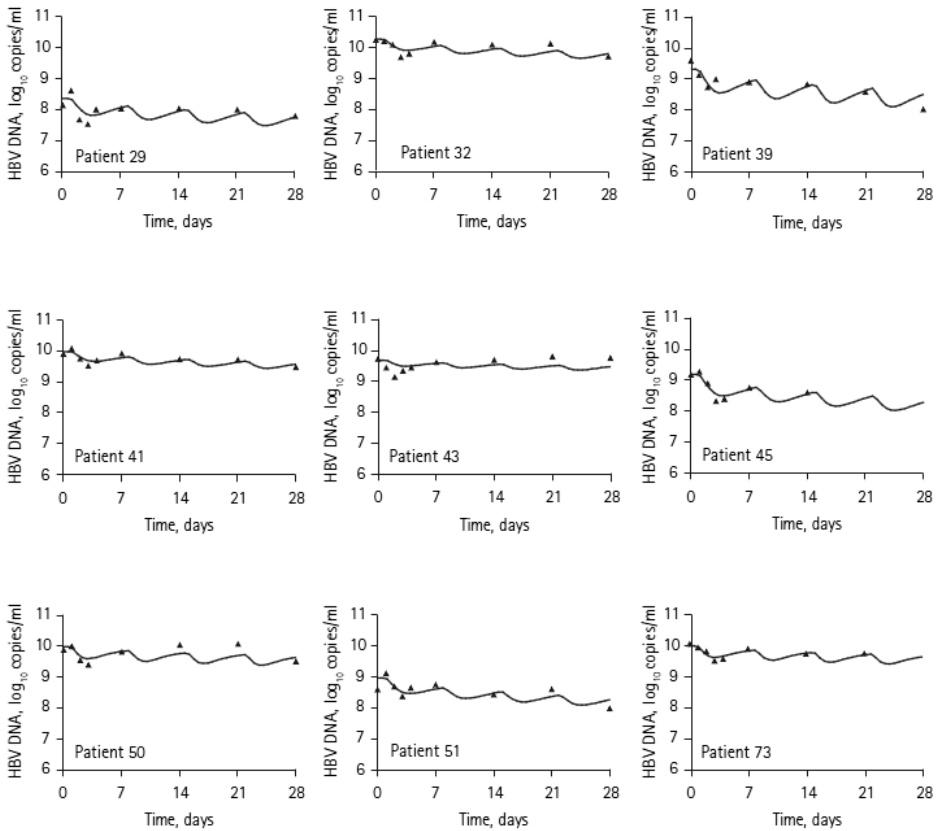 HBV DNA, log10 copies/ml
11
10
9
8
7
6
Patient 29
0 7 14 21 28
Time, days
HBV DNA, log10 copies/ml
11
10
9
8
7
6
Patient 32
0 7 14 21 28
Time, days
HBV DNA, log10 copies/ml
11
10
9
8
7
6
Patient 39
0 7 14 21 28
Time, days
HBV DNA, log10 copies/ml
11
10
9
8
7
6
Patient 41
0 7 14 21 28
Time, days
HBV DNA, log10 copies/ml
11
10
9
8
7
6
Patient 43
0 7 14 21 28
Time, days
HBV DNA, log10 copies/ml
11
10
9
8
7
6
Patient 45
0 7 14 21 28
Time, days
HBV DNA, log10 copies/ml
11
10
9
8
7
6
Patient 50
0 7 14 21 28
Time, days
HBV DNA, log10 copies/ml
11
10
9
8
7
6
Patient 51
0 7 14 21 28
Time, days
HBV DNA, log10 copies/ml
11
10
9
8
7
6
Patient 73
0 7 14 21 28
Time, days